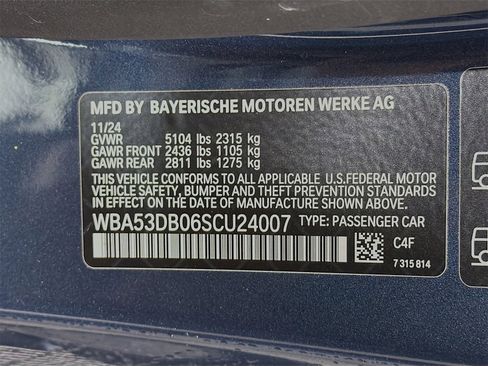 MFD BY BAYERISCHE MOTOREN WERKE AG
11/24
GVWR 5104 lbs 2315 kg
GAWR FRONT 2436 lbs 1105 kg
GAWR REAR 2811 lbs 1275 kg
THIS VEHICLE CONFORMS TO ALL APPLICABLE U.S.FEDERAL MOTOR
VEHICLE SAFETY, BUMPER AND THEFT PREVENTION STANDARDS
IN EFFECT ON THE DATE OF MANUFACTURE SHOWN ABOVE.
WBA53DB06SCU24007 TYPE: PASSENGER CAR
C4F
7 315 814